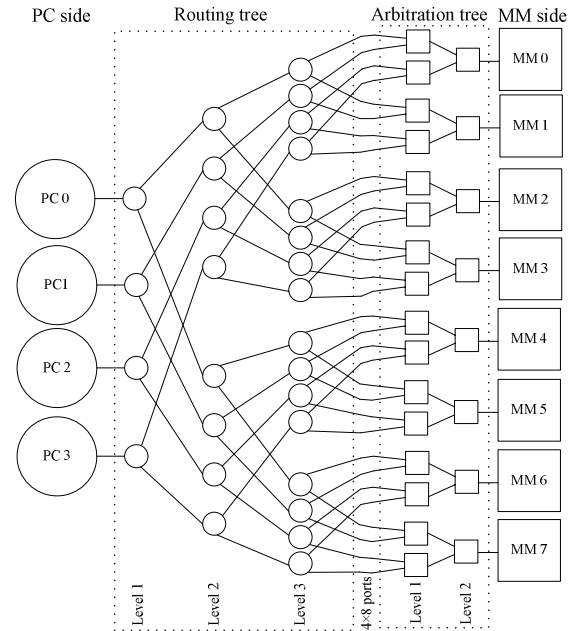 PC side
Routing tree
Arbitration tree
MM side
MM 0
MM 1
PC 0
MM 2
PC1
MM 3
MM 4
PC 2
MM 5
PC 3
MM 6
MM 7
Level 1
Level 2
Level 3
4×8 ports
Level 1
Level 2